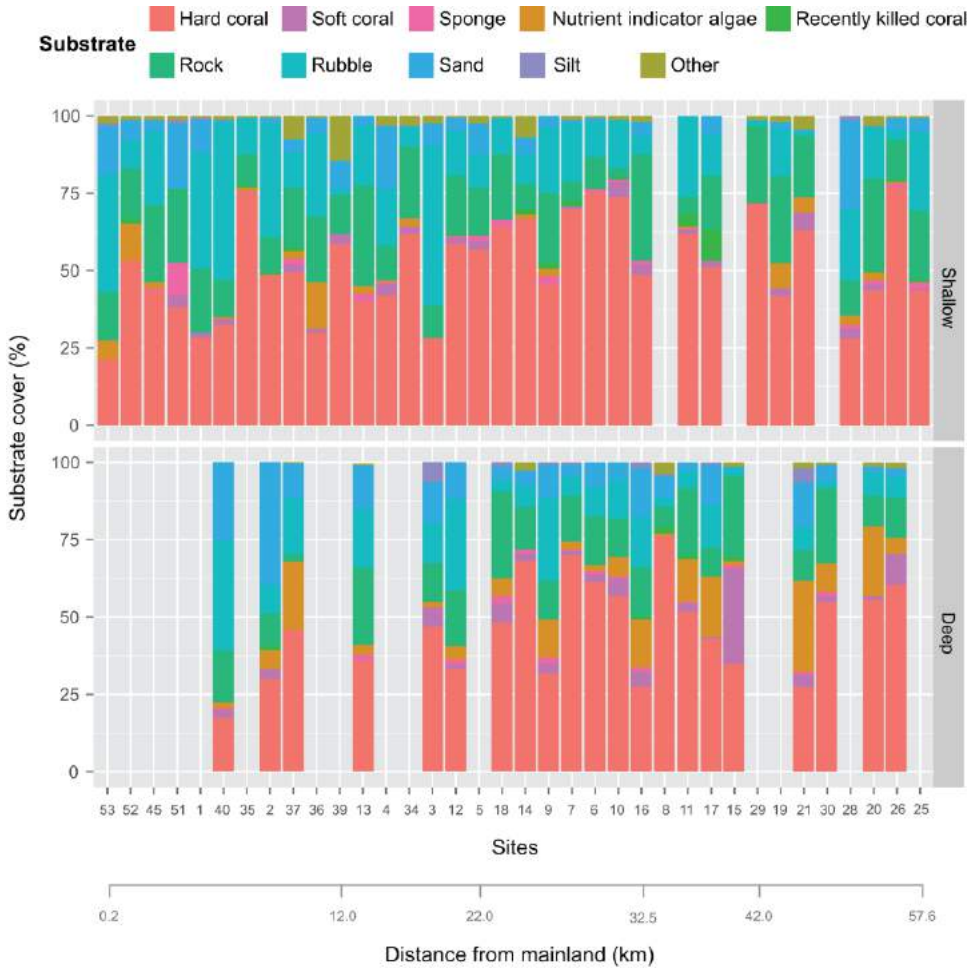 Substrate
Hard coral Soft coral Sponge Nutrient indicator algae Recently killed coral
Rock Rubble Sand Silt Other
100
75
50
25
0
Shallow
100
75
50
25
0
Deep
Substrate cover (%)
53 52 45 51 1 40 35 2 37 36 39 13 4 34 3 12 5 18 14 9 7 6 10 16 8 11 17 15 29 19 21 30 28 20 26 25
Sites
0.2 12.0 22.0 32.5 42.0 57.6
Distance from mainland (km)